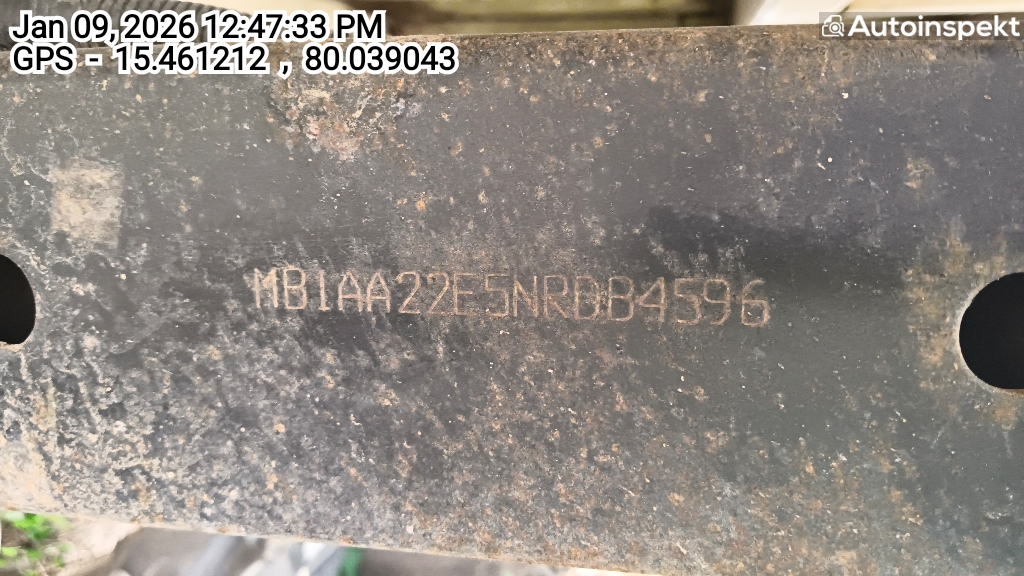 Jan 09, 2026 12:47:33 PM
GPS - 15.461212 , 80.039043
Autoinspekt
MB1AA22E5NRDB4596